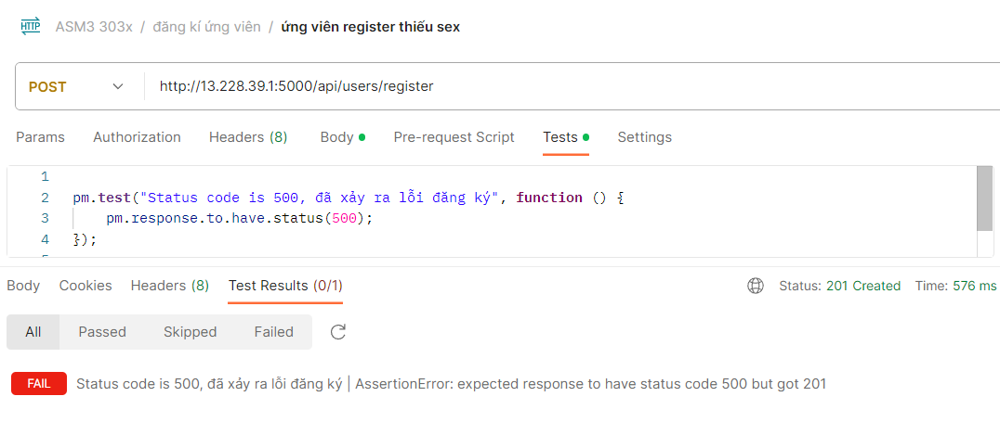 HTTP ASM3 303x / đăng kí ứng viên / ứng viên register thiếu sex
POST http://13.228.39.1:5000/api/users/register
Params Authorization Headers (8) Body Pre-request Script Tests Settings
1
2 pm.test("Status code is 500, đã xảy ra lỗi đăng ký", function () {
3 pm.response.to.have.status(500);
4 });
Body Cookies Headers (8) Test Results (0/1) Status: 201 Created Time: 576 ms
All Passed Skipped Failed
FAIL Status code is 500, đã xảy ra lỗi đăng ký | AssertionError: expected response to have status code 500 but got 201